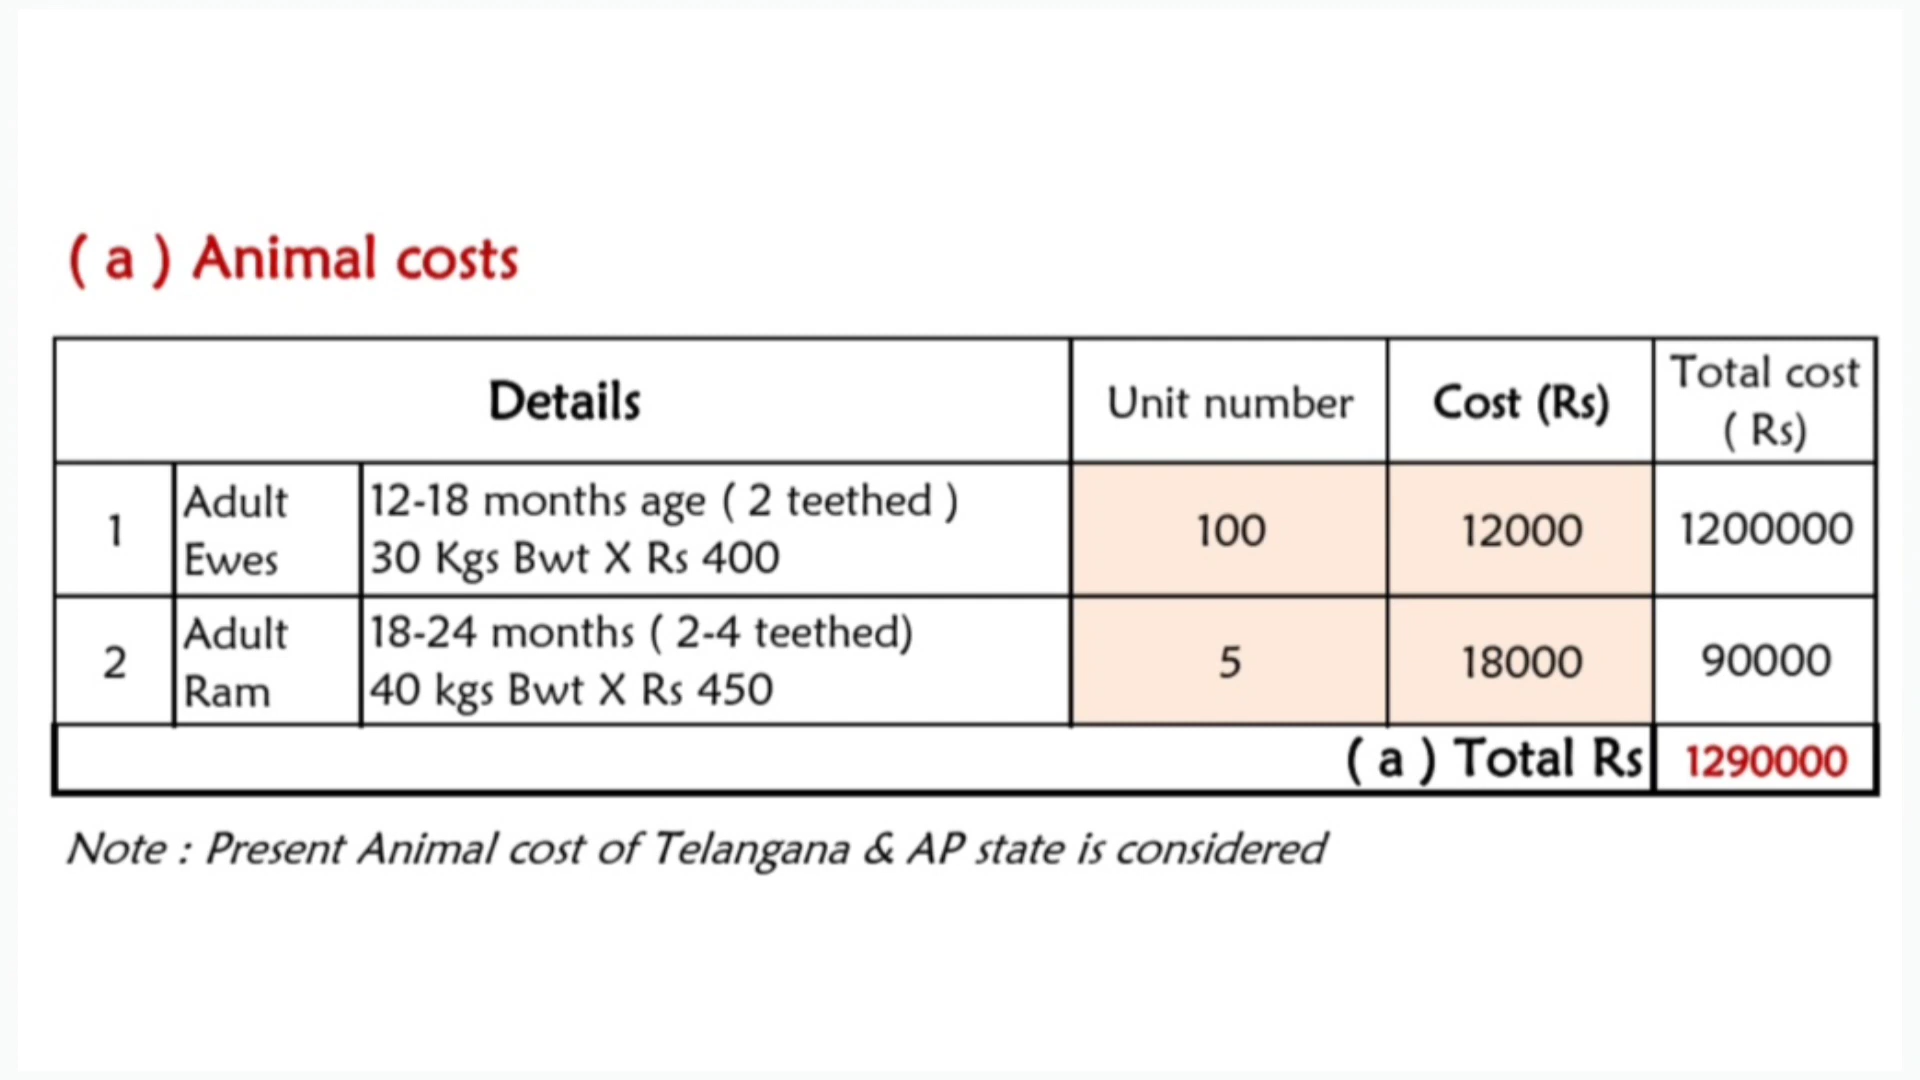 ( a ) Animal costs
Details
Unit number
Cost (Rs)
Total cost
( Rs)
1
Adult
Ewes
12-18 months age ( 2 teethed )
30 Kgs Bwt X Rs 400
100
12000
1200000
2
Adult
Ram
18-24 months ( 2-4 teethed)
40 kgs Bwt X Rs 450
5
18000
90000
( a ) Total Rs
1290000
Note : Present Animal cost of Telangana & AP state is considered